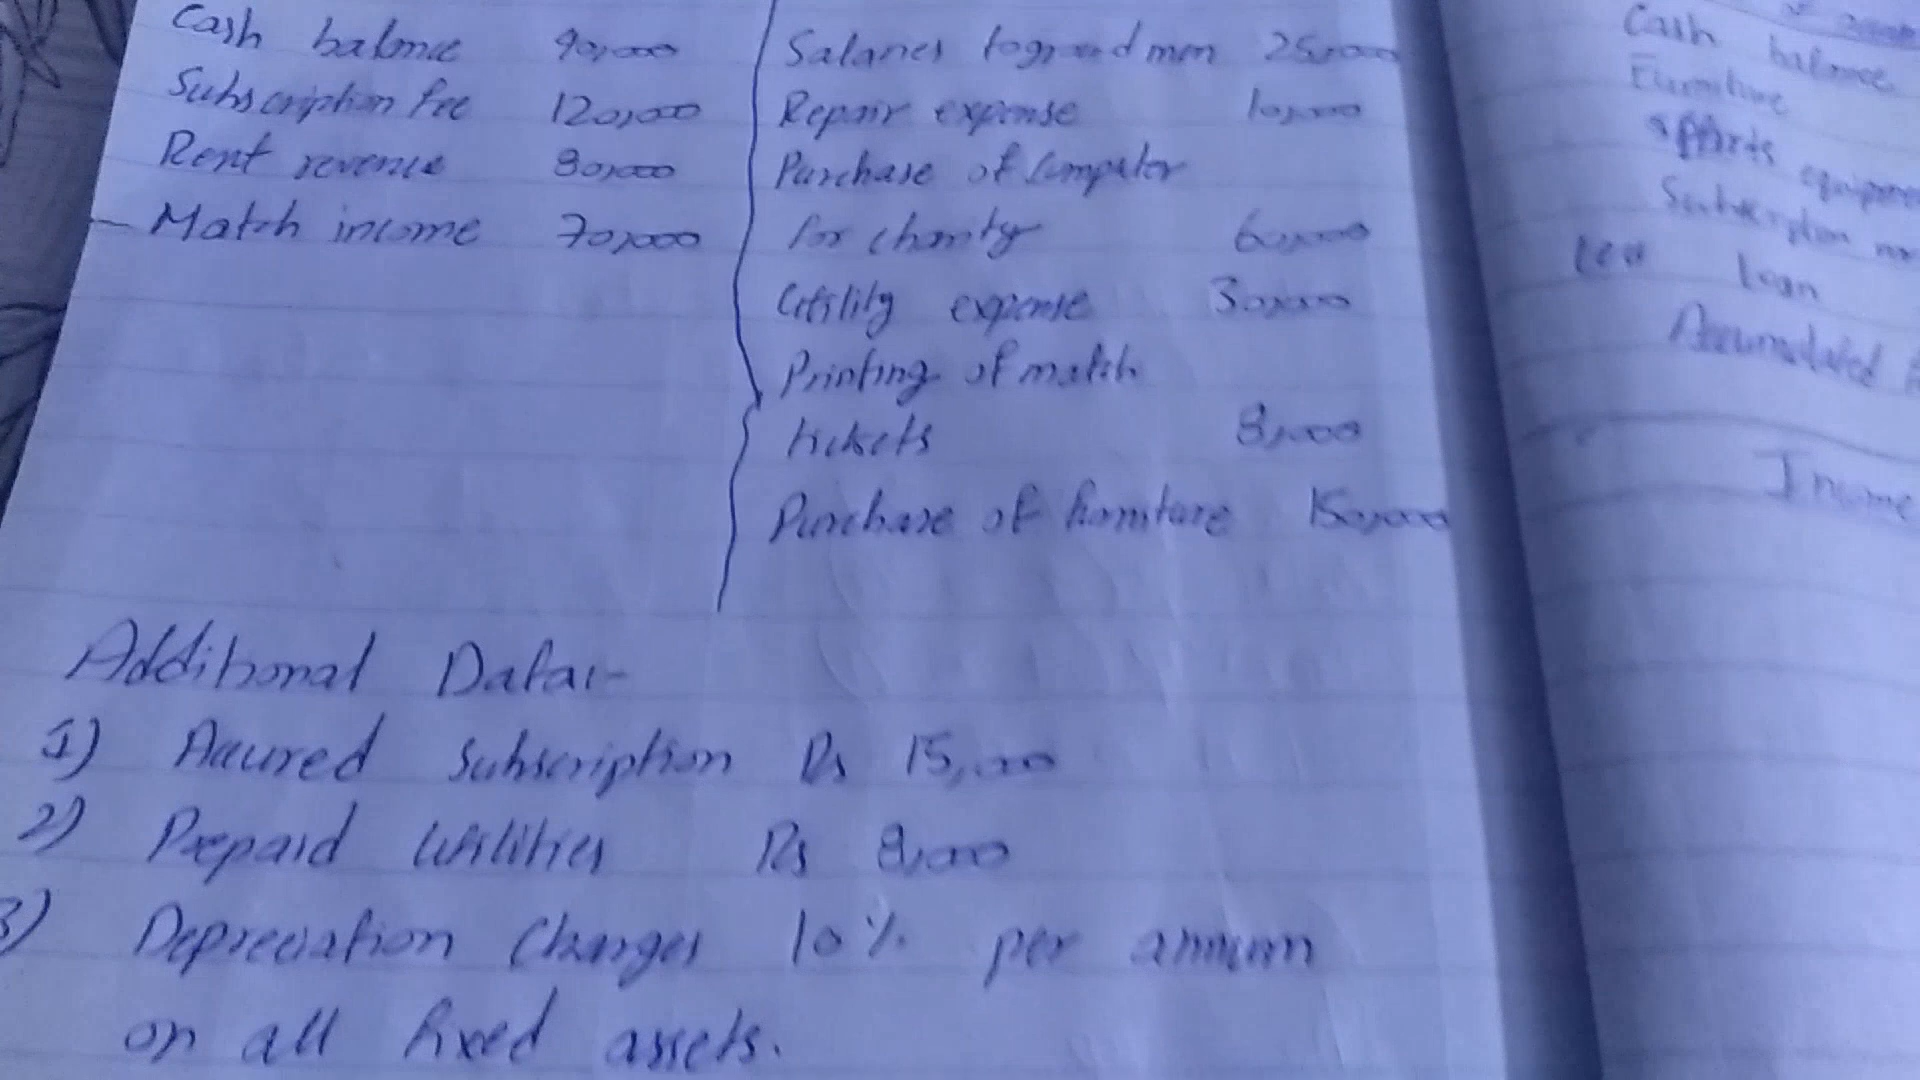 Cash balance 90,000
Subscription fee 120,000
Rent revenue 80,000
Match income 70,000
Salaries to ground men 25,000
Repair expense 10,000
Purchase of Computer
for charity 60,000
Utility expense 30,000
Printing of match
tickets 8,000
Purchase of furniture 150,000
Additional Data:-
1) Accured Subscription Rs 15,000
2) Prepaid Utilities Rs 8,000
3) Depreciation Charges 10% per annum
on all fixed assets.
Cash balance
Furniture
Sports equipment
Subscription
Less Loan
Accumulated
Income